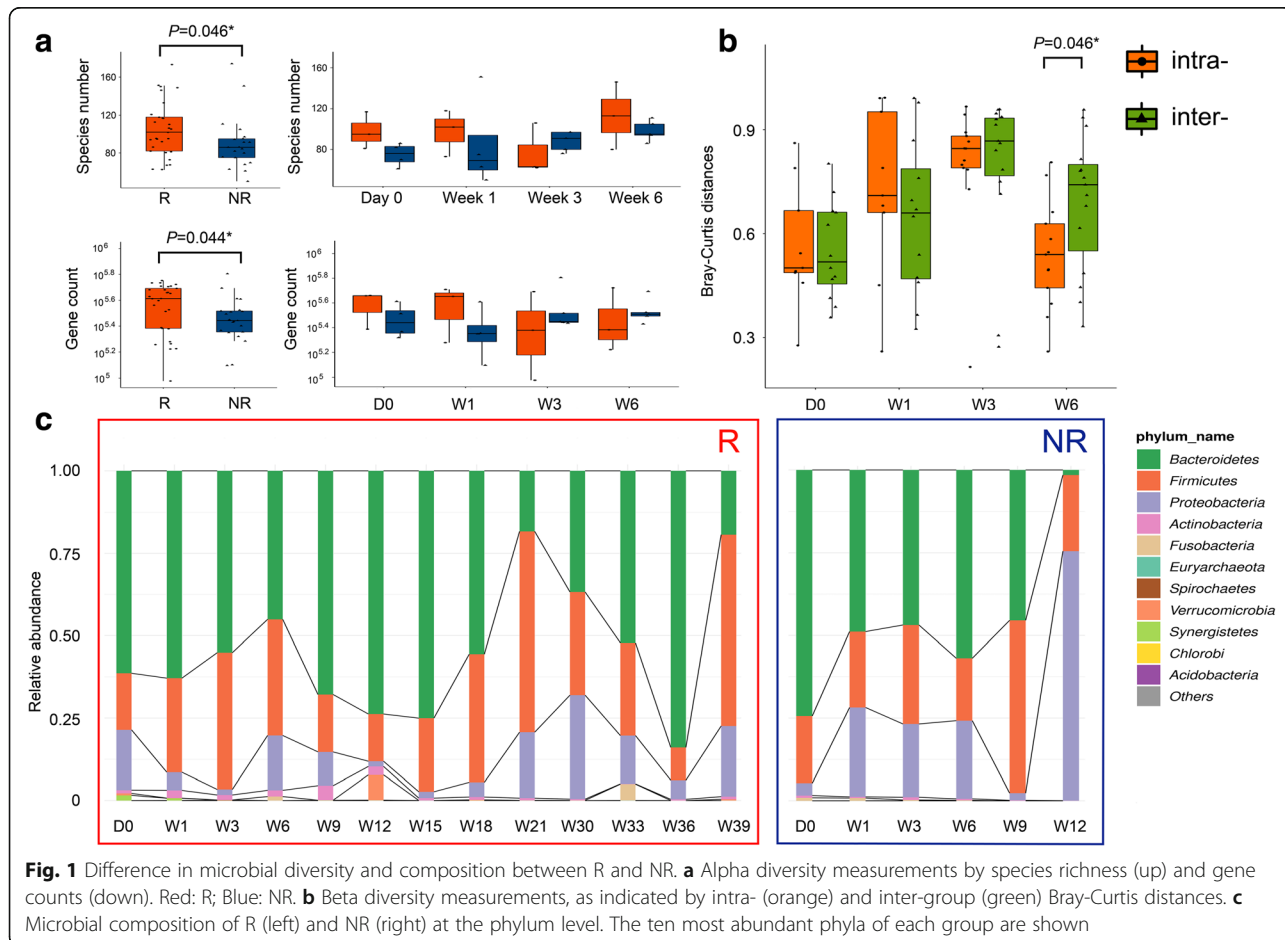 a
P=0.046*
Species number
160
120
80
R NR
Species number
160
120
80
Day 0 Week 1 Week 3 Week 6
P=0.044*
Gene count
10^6
10^5.8
10^5.6
10^5.4
10^5.2
10^5
R NR
Gene count
10^6
10^5.8
10^5.6
10^5.4
10^5.2
10^5
D0 W1 W3 W6
b
P=0.046*
Bray-Curtis distances
0.9
0.6
0.3
D0 W1 W3 W6
intra-
inter-
c
R
Relative abundance
1.00
0.75
0.50
0.25
0
D0 W1 W3 W6 W9 W12 W15 W18 W21 W30 W33 W36 W39
NR
D0 W1 W3 W6 W9 W12
phylum_name
Bacteroidetes
Firmicutes
Proteobacteria
Actinobacteria
Fusobacteria
Euryarchaeota
Spirochaetes
Verrucomicrobia
Synergistetes
Chlorobi
Acidobacteria
Others
Fig. 1 Difference in microbial diversity and composition between R and NR. a Alpha diversity measurements by species richness (up) and gene
counts (down). Red: R; Blue: NR. b Beta diversity measurements, as indicated by intra- (orange) and inter-group (green) Bray-Curtis distances. c
Microbial composition of R (left) and NR (right) at the phylum level. The ten most abundant phyla of each group are shown